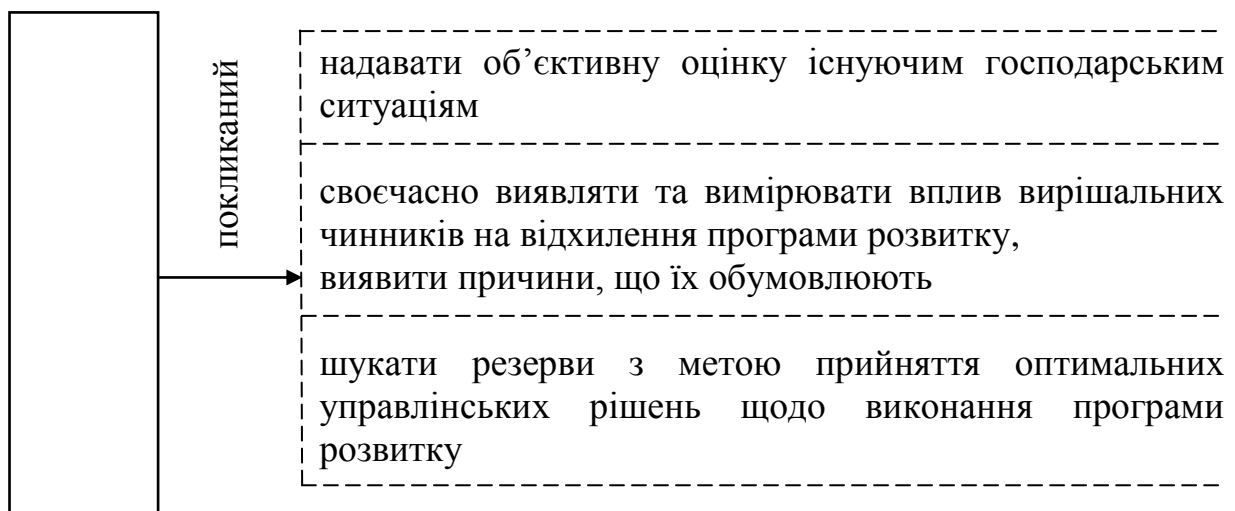 покликаний
надавати об’єктивну оцінку існуючим господарським
ситуаціям
своєчасно виявляти та вимірювати вплив вирішальних
чинників на відхилення програми розвитку,
виявити причини, що їх обумовлюють
шукати резерви з метою прийняття оптимальних
управлінських рішень щодо виконання програми
розвитку